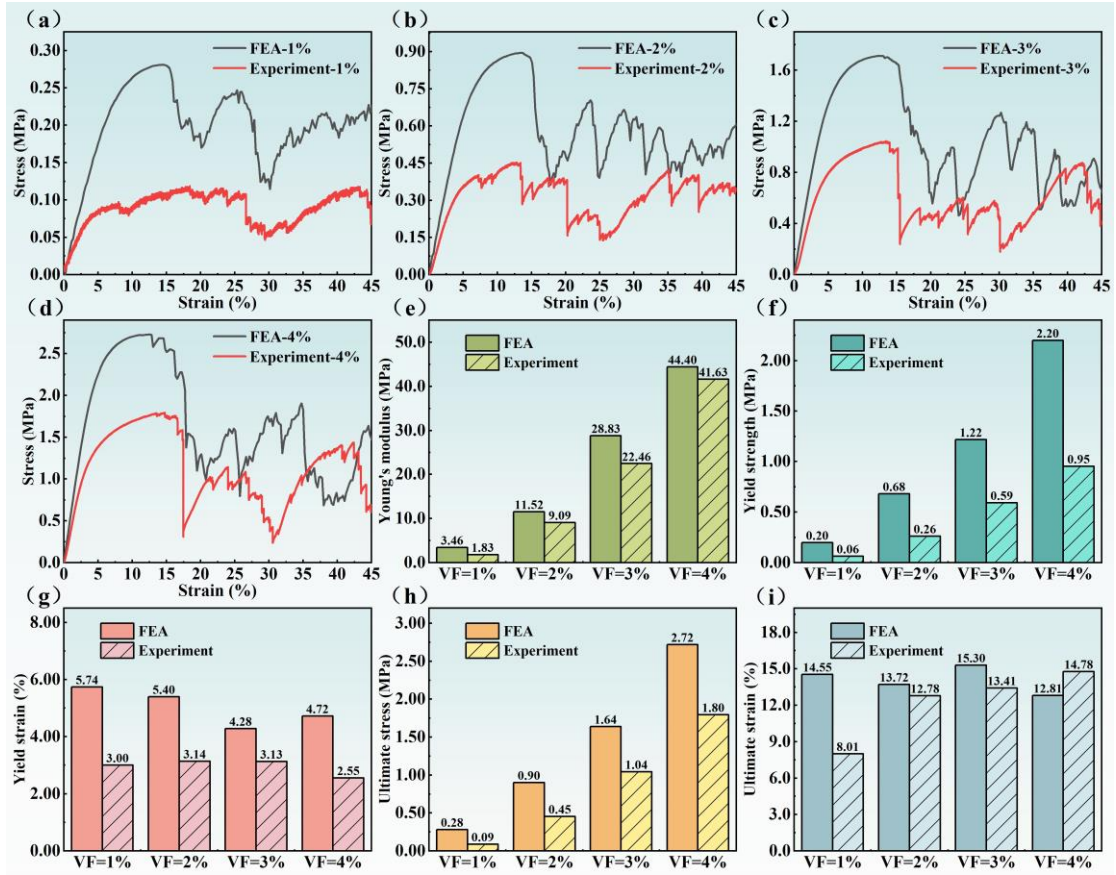 (a)
FEA-1%
Experiment-1%
Stress (MPa)
0.30
0.25
0.20
0.15
0.10
0.05
0.00
0 5 10 15 20 25 30 35 40 45
Strain (%)
(b)
FEA-2%
Experiment-2%
Stress (MPa)
0.90
0.75
0.60
0.45
0.30
0.15
0.00
0 5 10 15 20 25 30 35 40 45
Strain (%)
(c)
FEA-3%
Experiment-3%
Stress (MPa)
1.6
1.2
0.8
0.4
0.0
0 5 10 15 20 25 30 35 40 45
Strain (%)
(d)
FEA-4%
Experiment-4%
Stress (MPa)
2.5
2.0
1.5
1.0
0.5
0.0
0 5 10 15 20 25 30 35 40 45
Strain (%)
(e)
FEA
Experiment
Young's modulus (MPa)
50.0
40.0
30.0
20.0
10.0
0.00
3.46 1.83 11.52 9.09 28.83 22.46 44.40 41.63
VF=1% VF=2% VF=3% VF=4%
(f)
FEA
Experiment
Yield strength (MPa)
2.00
1.50
1.00
0.50
0.00
0.20 0.06 0.68 0.26 1.22 0.59 2.20 0.95
VF=1% VF=2% VF=3% VF=4%
(g)
FEA
Experiment
Yield strain (%)
8.00
6.00
4.00
2.00
0.00
5.74 3.00 5.40 3.14 4.28 3.13 4.72 2.55
VF=1% VF=2% VF=3% VF=4%
(h)
FEA
Experiment
Ultimate stress (MPa)
3.00
2.50
2.00
1.50
1.00
0.50
0.00
0.28 0.09 0.90 0.45 1.64 1.04 2.72 1.80
VF=1% VF=2% VF=3% VF=4%
(i)
FEA
Experiment
Ultimate strain (%)
18.0
15.0
12.0
9.00
6.00
3.00
0.00
14.55 8.01 13.72 12.78 15.30 13.41 12.81 14.78
VF=1% VF=2% VF=3% VF=4%